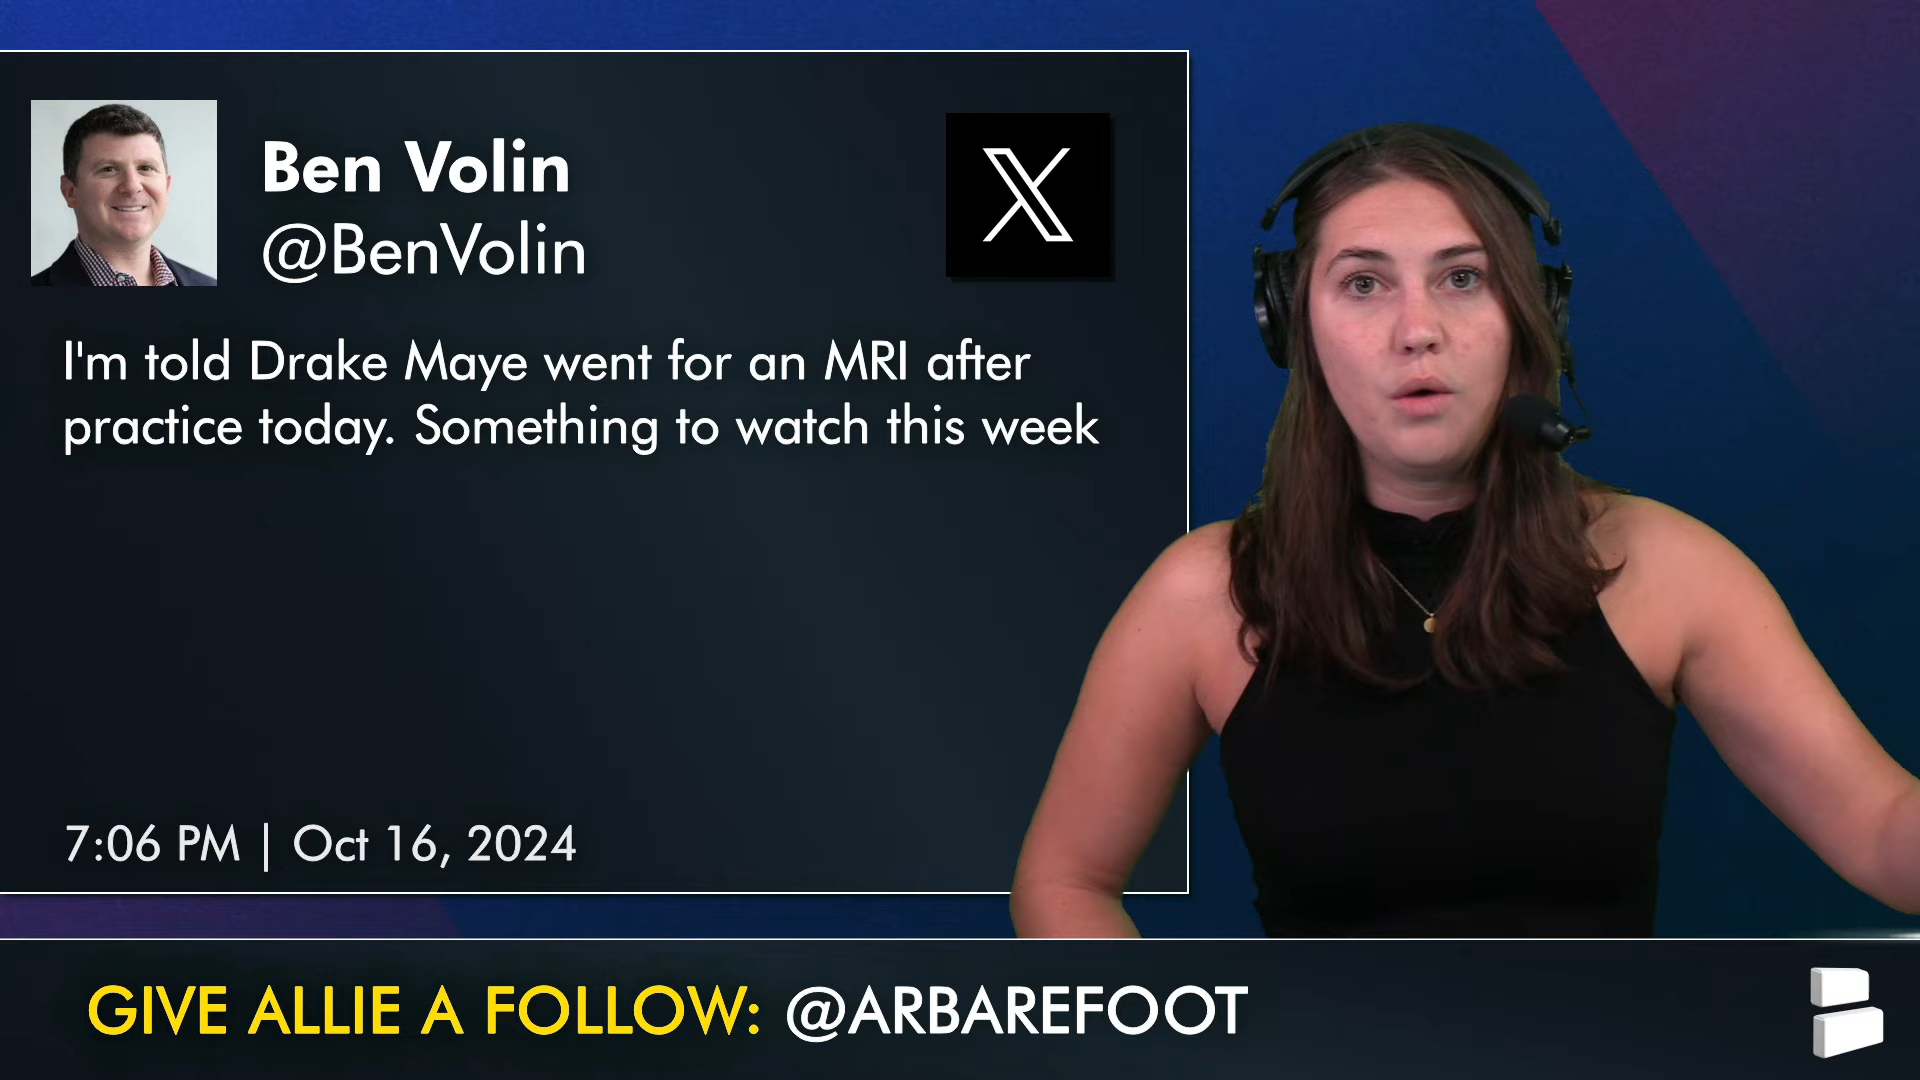 Ben Volin
@BenVolin
I'm told Drake Maye went for an MRI after
practice today. Something to watch this week
7:06 PM | Oct 16, 2024
GIVE ALLIE A FOLLOW: @ARBAREFOOT